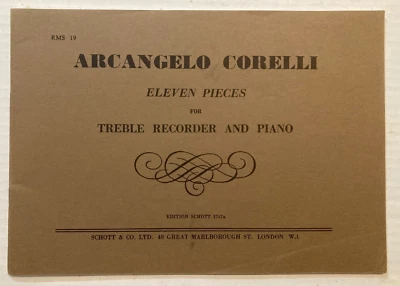 RMS 19
ARCANGELO CORELLI
ELEVEN PIECES
FOR
TREBLE RECORDER AND PIANO
EDITION SCHOTT
SCHOTT & CO. LTD. 48 GREAT MARLBOROUGH ST. LONDON W.1.